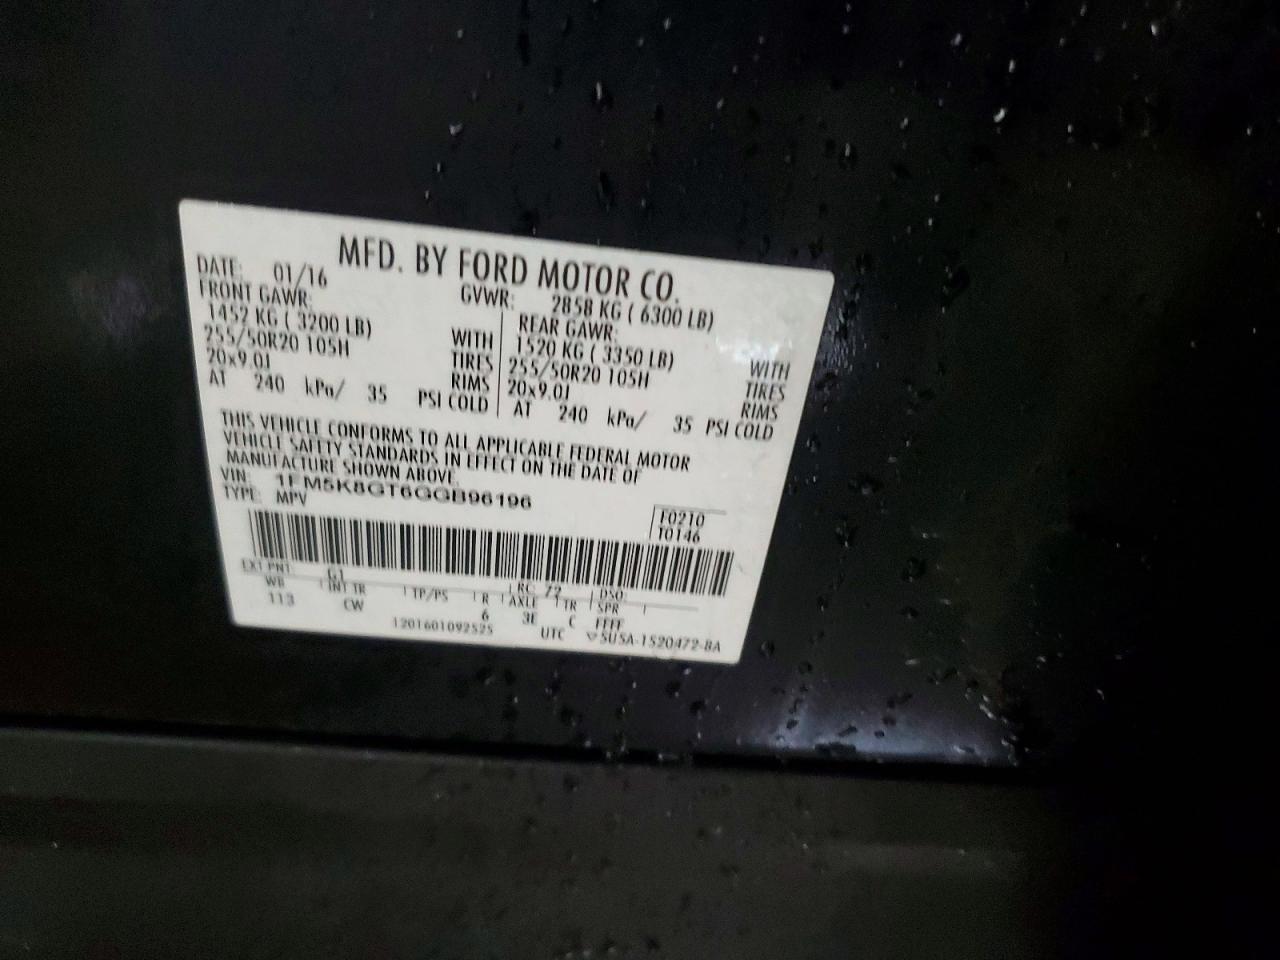 MFD. BY FORD MOTOR CO.
DATE: 01/16 GVWR: 2858 KG ( 6300 LB)
FRONT GAWR: REAR GAWR:
1452 KG ( 3200 LB) WITH 1520 KG ( 3350 LB) WITH
255/50R20 105H TIRES 255/50R20 105H TIRES
20x9.0J RIMS 20x9.0J RIMS
AT 240 kPa/ 35 PSI COLD AT 240 kPa/ 35 PSI COLD
THIS VEHICLE CONFORMS TO ALL APPLICABLE FEDERAL MOTOR
VEHICLE SAFETY STANDARDS IN EFFECT ON THE DATE OF
MANUFACTURE SHOWN ABOVE.
VIN: 1FM5K8GT6GGB96196
TYPE: MPV
F0210
T0146
EXT PNT: G1 RC: 72 DSO:
WB INT TR TP/PS R AXLE TR SPR
113 CW 6 3E C FFFF
1201601092525 UTC ▽5U5A-1520472-BA